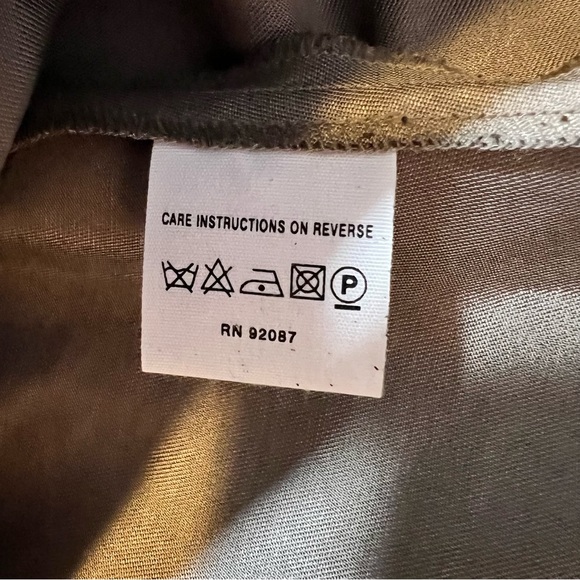 CARE INSTRUCTIONS ON REVERSE
P
RN 92087